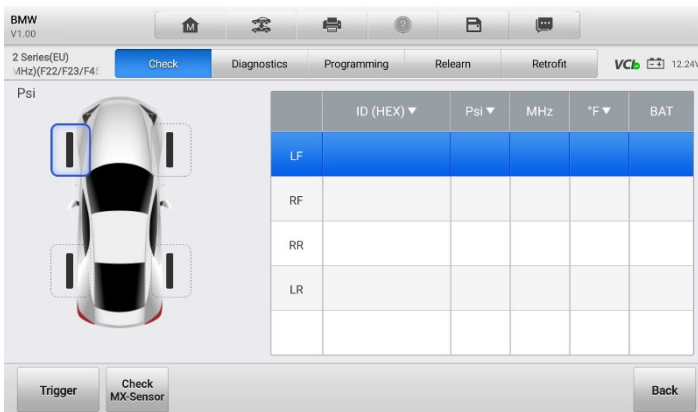 BMW
V1.00
M
?
2 Series(EU)
MHz)(F22/F23/F4
Check
Diagnostics
Programming
Relearn
Retrofit
VCI
12.24V
Psi
ID (HEX) ▼
Psi ▼
MHz
°F ▼
BAT
LF
RF
RR
LR
Trigger
Check
MX-Sensor
Back